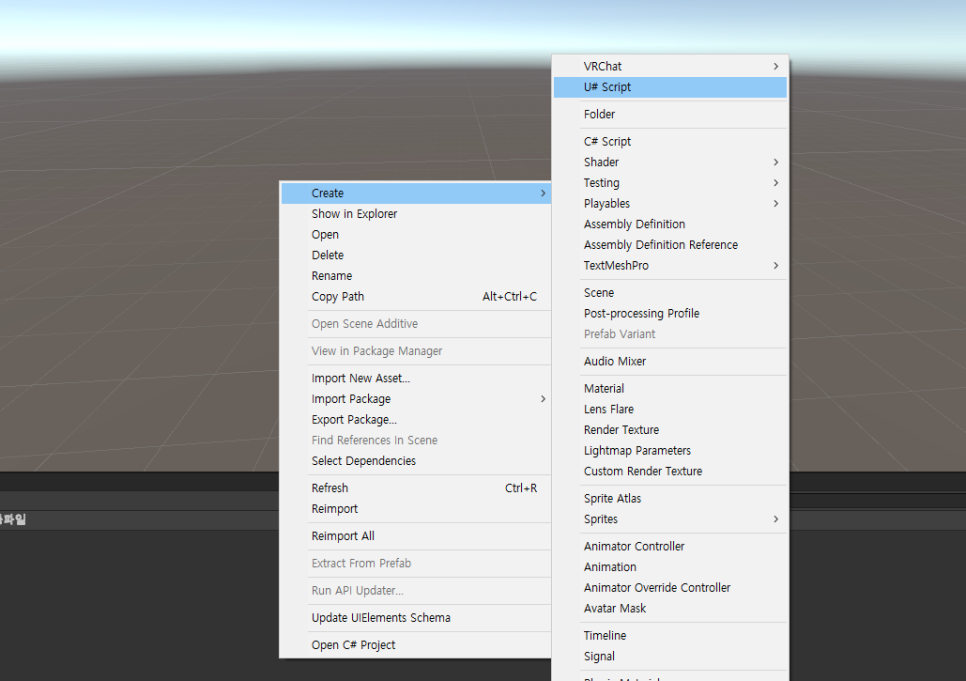 Create
Show in Explorer
Open
Delete
Rename
Copy Path Alt+Ctrl+C
Open Scene Additive
View in Package Manager
Import New Asset...
Import Package
Export Package...
Find References In Scene
Select Dependencies
Refresh Ctrl+R
Reimport
Reimport All
Extract From Prefab
Run API Updater...
Update UIElements Schema
Open C# Project
VRChat
U# Script
Folder
C# Script
Shader
Testing
Playables
Assembly Definition
Assembly Definition Reference
TextMeshPro
Scene
Post-processing Profile
Prefab Variant
Audio Mixer
Material
Lens Flare
Render Texture
Lightmap Parameters
Custom Render Texture
Sprite Atlas
Sprites
Animator Controller
Animation
Animator Override Controller
Avatar Mask
Timeline
Signal
파일